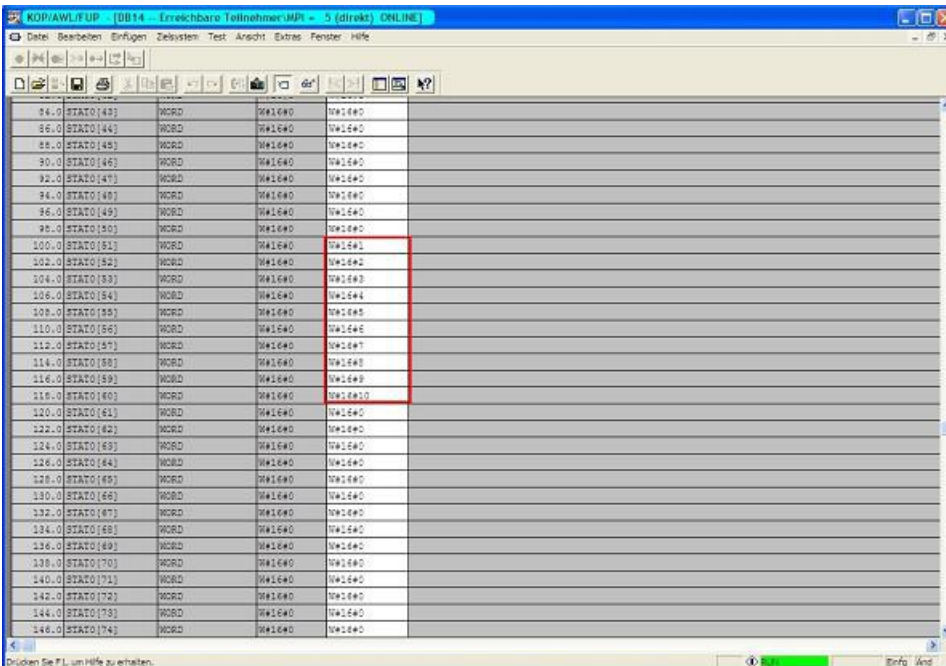 KOP/AWL/FUP - [DB14 -- Erreichbare Teilnehmer\MPI = 5 (direkt) ONLINE]
Datei Bearbeiten Einfügen Zielsystem Test Ansicht Extras Fenster Hilfe
84.0 STAT0[43] WORD W#16#0 W#16#0
86.0 STAT0[44] WORD W#16#0 W#16#0
88.0 STAT0[45] WORD W#16#0 W#16#0
90.0 STAT0[46] WORD W#16#0 W#16#0
92.0 STAT0[47] WORD W#16#0 W#16#0
94.0 STAT0[48] WORD W#16#0 W#16#0
96.0 STAT0[49] WORD W#16#0 W#16#0
98.0 STAT0[50] WORD W#16#0 W#16#0
100.0 STAT0[51] WORD W#16#0 W#16#1
102.0 STAT0[52] WORD W#16#0 W#16#2
104.0 STAT0[53] WORD W#16#0 W#16#3
106.0 STAT0[54] WORD W#16#0 W#16#4
108.0 STAT0[55] WORD W#16#0 W#16#5
110.0 STAT0[56] WORD W#16#0 W#16#6
112.0 STAT0[57] WORD W#16#0 W#16#7
114.0 STAT0[58] WORD W#16#0 W#16#8
116.0 STAT0[59] WORD W#16#0 W#16#9
118.0 STAT0[60] WORD W#16#0 W#16#10
120.0 STAT0[61] WORD W#16#0 W#16#0
122.0 STAT0[62] WORD W#16#0 W#16#0
124.0 STAT0[63] WORD W#16#0 W#16#0
126.0 STAT0[64] WORD W#16#0 W#16#0
128.0 STAT0[65] WORD W#16#0 W#16#0
130.0 STAT0[66] WORD W#16#0 W#16#0
132.0 STAT0[67] WORD W#16#0 W#16#0
134.0 STAT0[68] WORD W#16#0 W#16#0
136.0 STAT0[69] WORD W#16#0 W#16#0
138.0 STAT0[70] WORD W#16#0 W#16#0
140.0 STAT0[71] WORD W#16#0 W#16#0
142.0 STAT0[72] WORD W#16#0 W#16#0
144.0 STAT0[73] WORD W#16#0 W#16#0
146.0 STAT0[74] WORD W#16#0 W#16#0
Drücken Sie F1, um Hilfe zu erhalten. RUN Einfg Änd